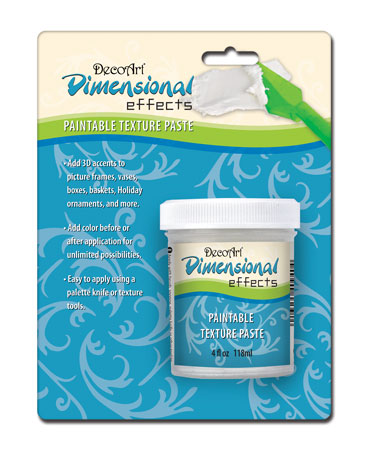 DecoArt
Dimensional
effects
PAINTABLE TEXTURE PASTE
• Add 3D accents to
picture frames, vases,
boxes, baskets, Holiday
ornaments, and more.
• Add color before or
after application for
unlimited possibilities.
• Easy to apply using a
palette knife or texture
tools.
DecoArt
Dimensional
effects
PAINTABLE
TEXTURE PASTE
4 fl oz 118ml